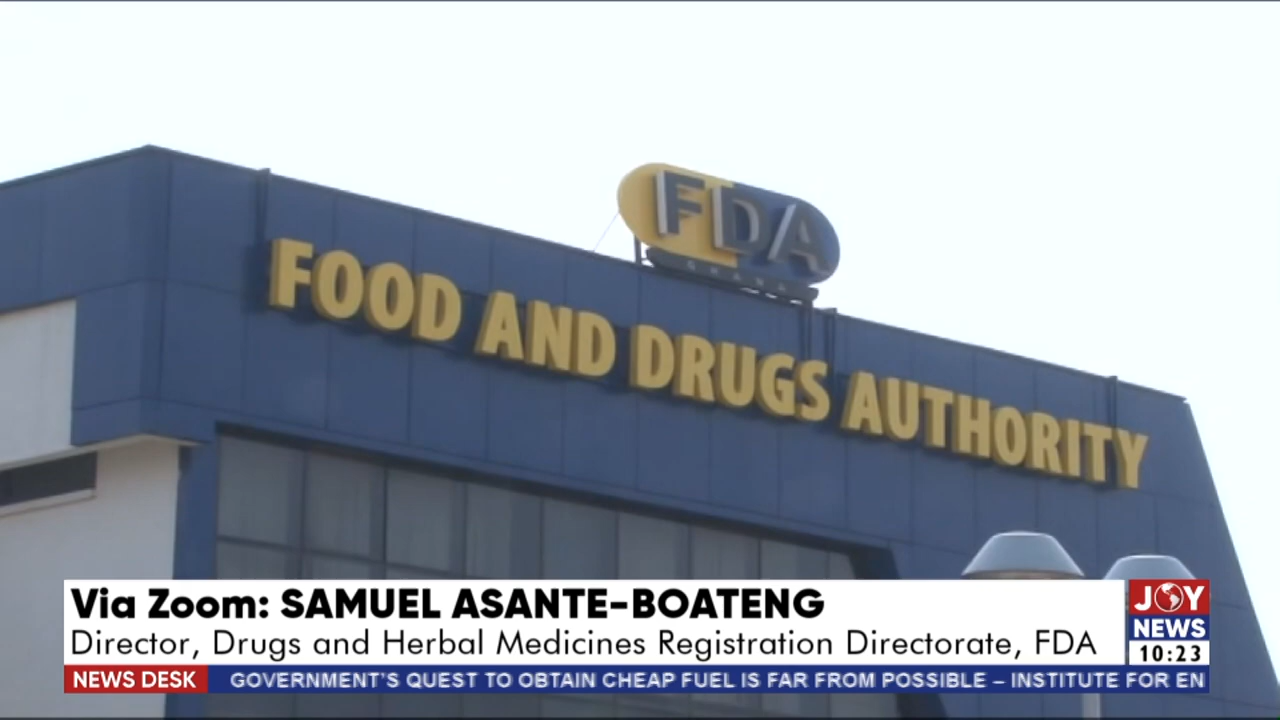 FDA
GHANA
FOOD AND DRUGS AUTHORITY
Via Zoom: SAMUEL ASANTE-BOATENG
Director, Drugs and Herbal Medicines Registration Directorate, FDA
JOY
NEWS
10:23
NEWS DESK
GOVERNMENT'S QUEST TO OBTAIN CHEAP FUEL IS FAR FROM POSSIBLE – INSTITUTE FOR EN